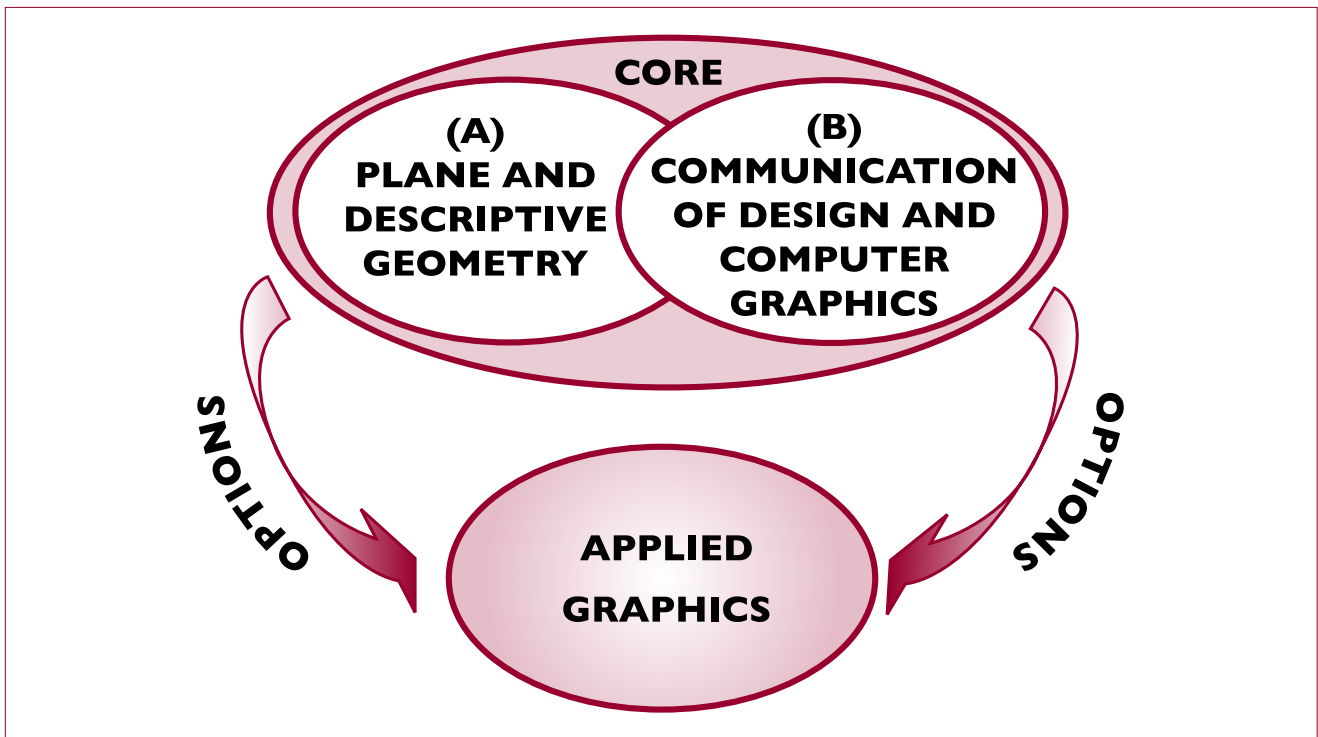 CORE
(A)
PLANE AND
DESCRIPTIVE
GEOMETRY
(B)
COMMUNICATION
OF DESIGN AND
COMPUTER
GRAPHICS
OPTIONS
OPTIONS
APPLIED
GRAPHICS